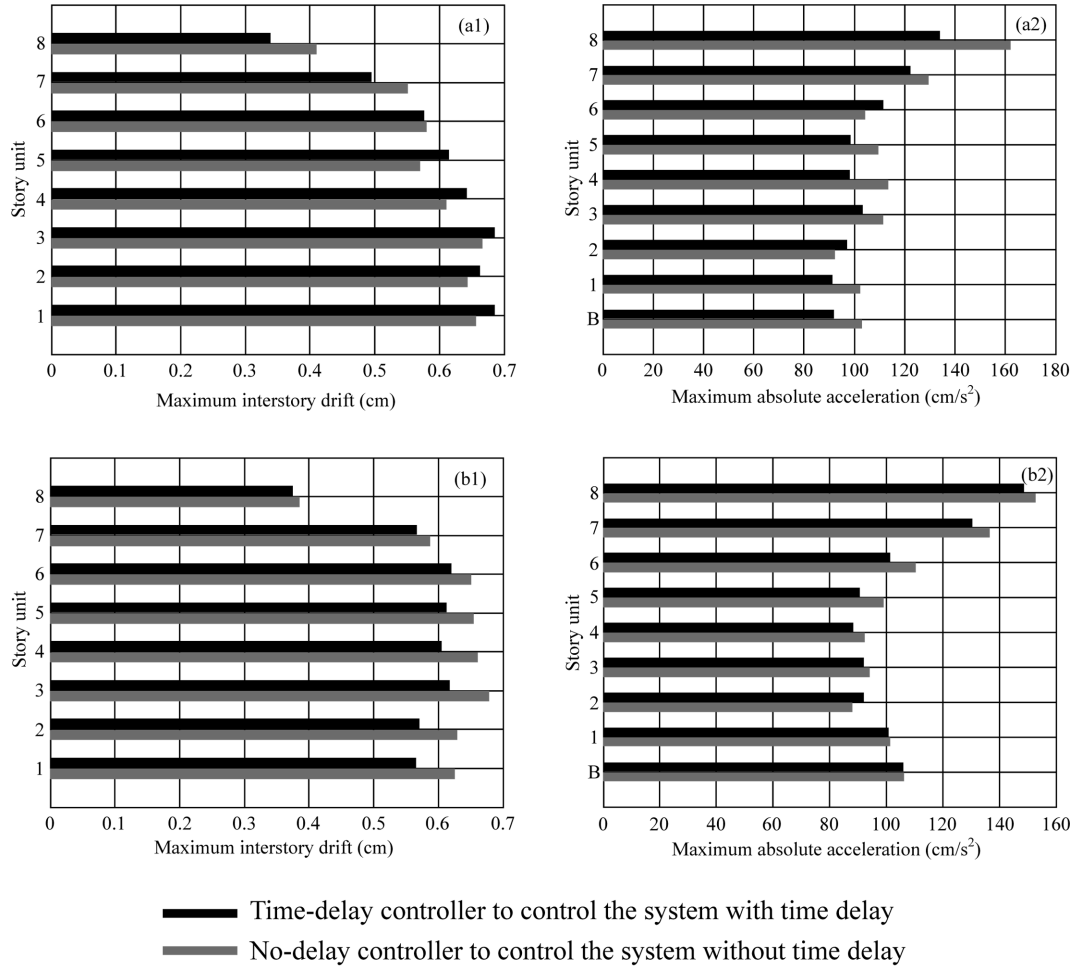 (a1)
8
7
6
5
4
3
2
1
Story unit
0 0.1 0.2 0.3 0.4 0.5 0.6 0.7
Maximum interstory drift (cm)
(a2)
8
7
6
5
4
3
2
1
B
Story unit
0 20 40 60 80 100 120 140 160 180
Maximum absolute acceleration (cm/s²)
(b1)
8
7
6
5
4
3
2
1
Story unit
0 0.1 0.2 0.3 0.4 0.5 0.6 0.7
Maximum interstory drift (cm)
(b2)
8
7
6
5
4
3
2
1
B
Story unit
0 20 40 60 80 100 120 140 160
Maximum absolute acceleration (cm/s²)
Time-delay controller to control the system with time delay
No-delay controller to control the system without time delay